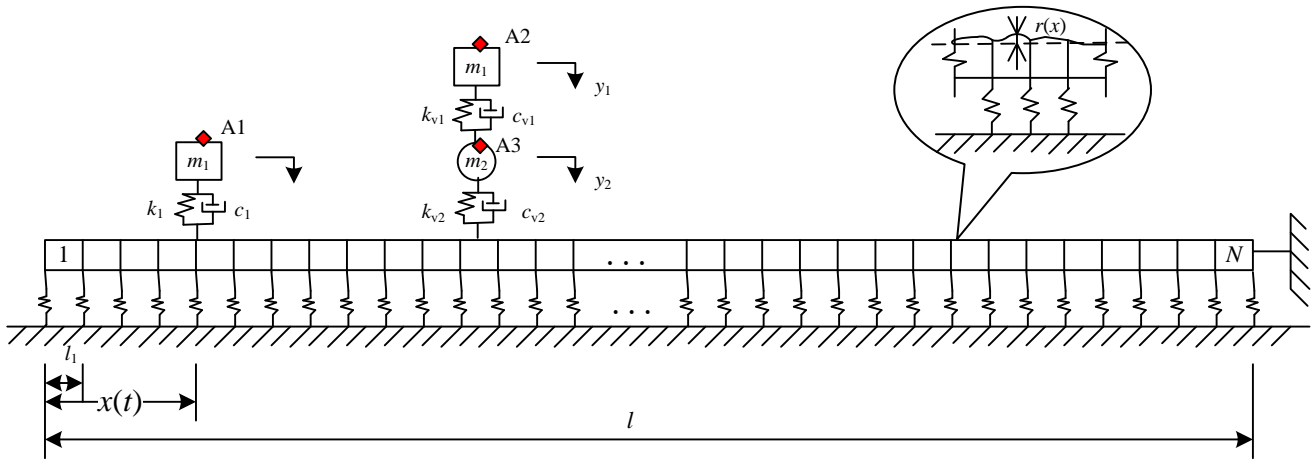 A2
r(x)
m1
y1
kv1
cv1
A1
A3
m1
m2
y2
k1
c1
kv2
cv2
1
...
N
...
l1
x(t)
l